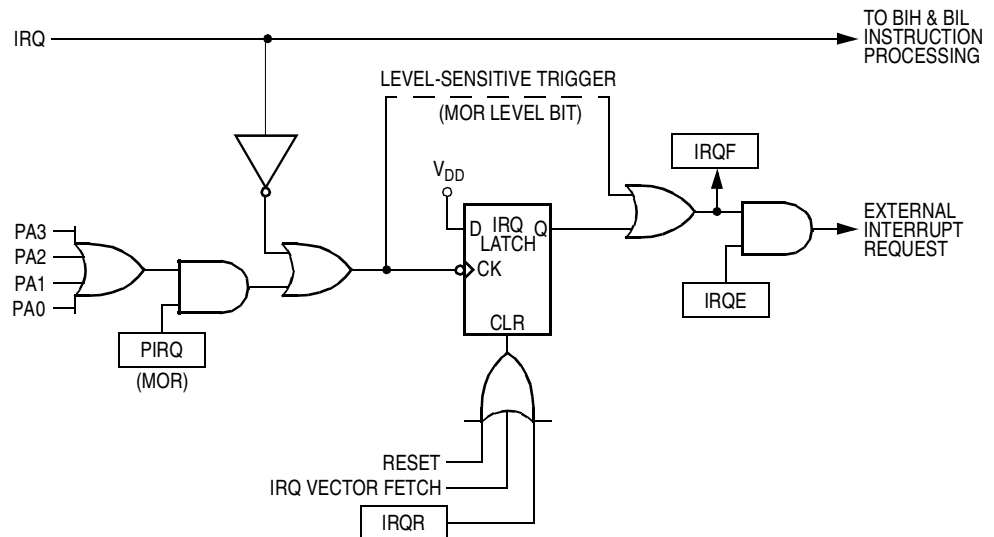 IRQ
TO BIH & BIL
INSTRUCTION
PROCESSING
LEVEL-SENSITIVE TRIGGER
(MOR LEVEL BIT)
IRQF
VDD
D IRQ Q
LATCH
CK
CLR
EXTERNAL
INTERRUPT
REQUEST
PA3
PA2
PA1
PA0
IRQE
PIRQ
(MOR)
RESET
IRQ VECTOR FETCH
IRQR